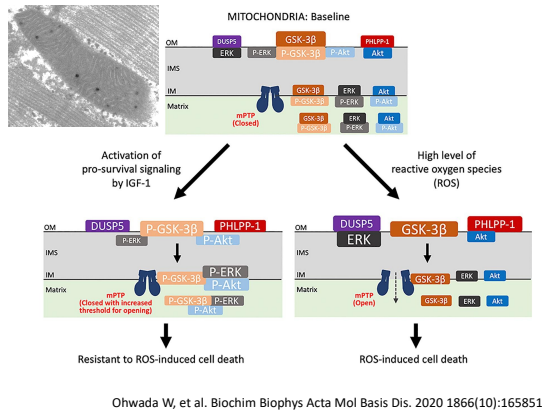 MITOCHONDRIA: Baseline
OM
DUSP5
ERK
P-ERK
GSK-3β
P-GSK-3β
P-Akt
PHLPP-1
Akt
IMS
IM
Matrix
mPTP
(Closed)
GSK-3β
P-GSK-3β
ERK
P-ERK
Akt
P-Akt
GSK-3β
P-GSK-3β
ERK
P-ERK
Akt
P-Akt
Activation of
pro-survival signaling
by IGF-1
High level of
reactive oxygen species
(ROS)
OM
DUSP5
P-ERK
P-GSK-3β
P-Akt
PHLPP-1
IMS
IM
Matrix
mPTP
(Closed with increased
threshold for opening)
P-GSK-3β
P-ERK
P-Akt
P-GSK-3β
P-ERK
P-Akt
Resistant to ROS-induced cell death
OM
DUSP5
ERK
GSK-3β
PHLPP-1
Akt
IMS
IM
Matrix
mPTP
(Open)
GSK-3β
ERK
Akt
GSK-3β
ERK
Akt
ROS-induced cell death
Ohwada W, et al. Biochim Biophys Acta Mol Basis Dis. 2020 1866(10):165851